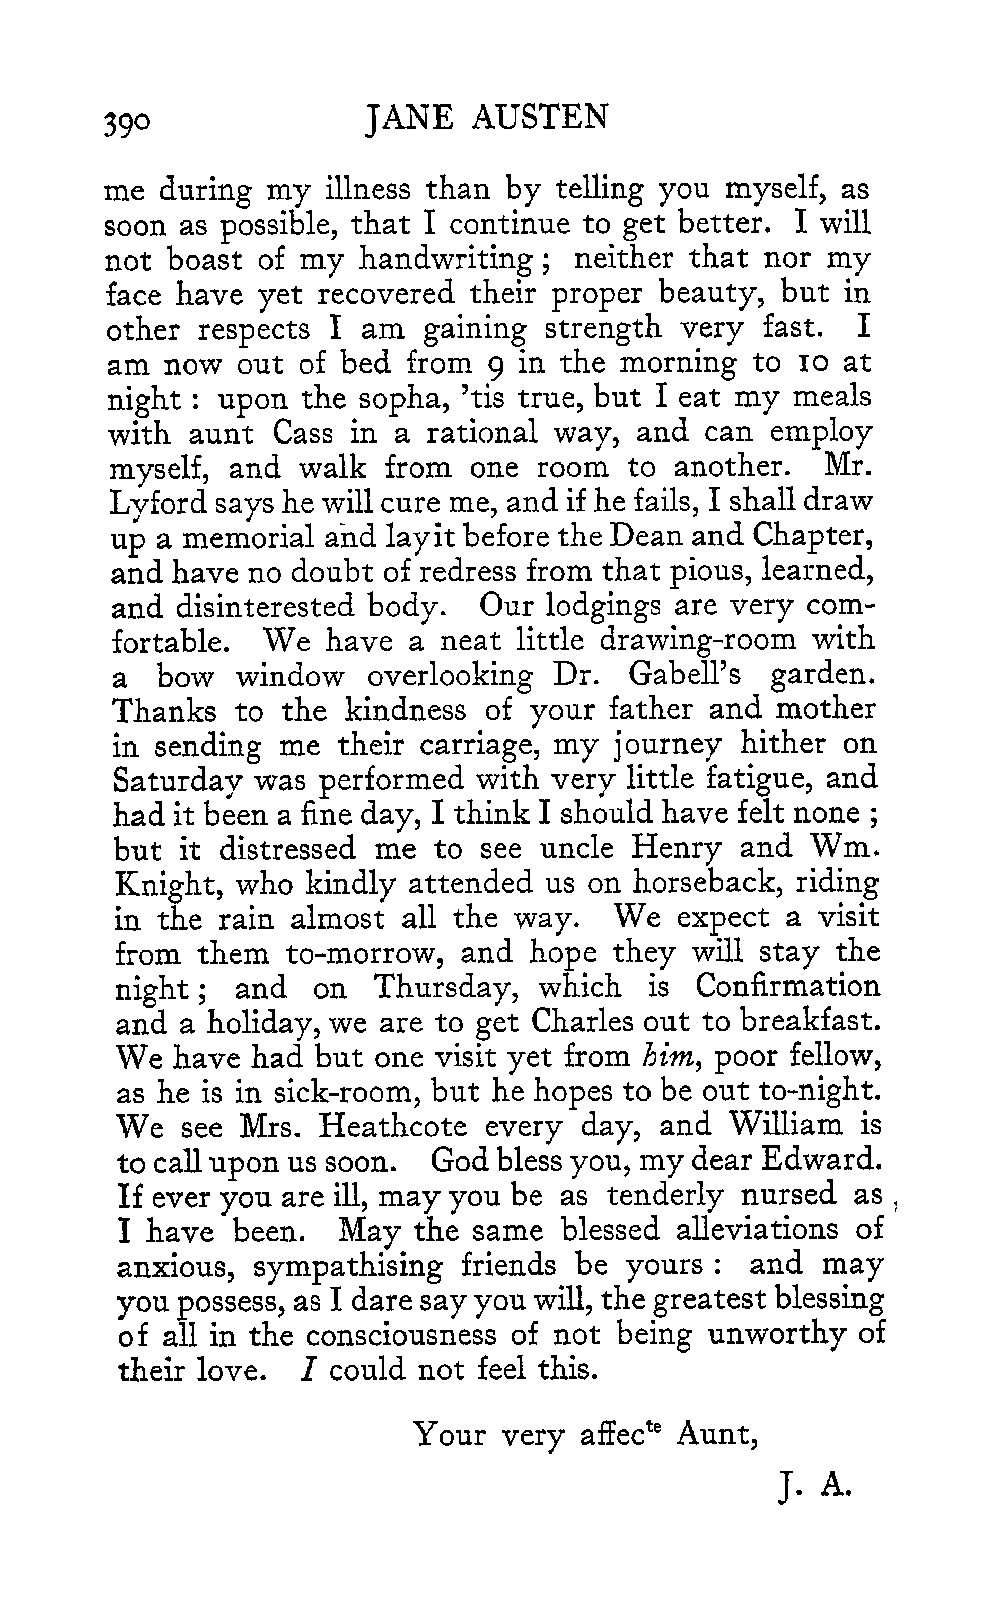 390 JANE AUSTEN
me during my illness than by telling you myself, as
soon as possible, that I continue to get better. I will
not boast of my handwriting ; neither that nor my
face have yet recovered their proper beauty, but in
other respects I am gaining strength very fast. I
am now out of bed from 9 in the morning to 10 at
night : upon the sopha, ’tis true, but I eat my meals
with aunt Cass in a rational way, and can employ
myself, and walk from one room to another. Mr.
Lyford says he will cure me, and if he fails, I shall draw
up a memorial and lay it before the Dean and Chapter,
and have no doubt of redress from that pious, learned,
and disinterested body. Our lodgings are very com-
fortable. We have a neat little drawing-room with
a bow window overlooking Dr. Gabell’s garden.
Thanks to the kindness of your father and mother
in sending me their carriage, my journey hither on
Saturday was performed with very little fatigue, and
had it been a fine day, I think I should have felt none ;
but it distressed me to see uncle Henry and Wm.
Knight, who kindly attended us on horseback, riding
in the rain almost all the way. We expect a visit
from them to-morrow, and hope they will stay the
night ; and on Thursday, which is Confirmation
and a holiday, we are to get Charles out to breakfast.
We have had but one visit yet from him, poor fellow,
as he is in sick-room, but he hopes to be out to-night.
We see Mrs. Heathcote every day, and William is
to call upon us soon. God bless you, my dear Edward.
If ever you are ill, may you be as tenderly nursed as
I have been. May the same blessed alleviations of
anxious, sympathising friends be yours : and may
you possess, as I dare say you will, the greatest blessing
of all in the consciousness of not being unworthy of
their love. I could not feel this.
Your very affecte Aunt,
J. A.